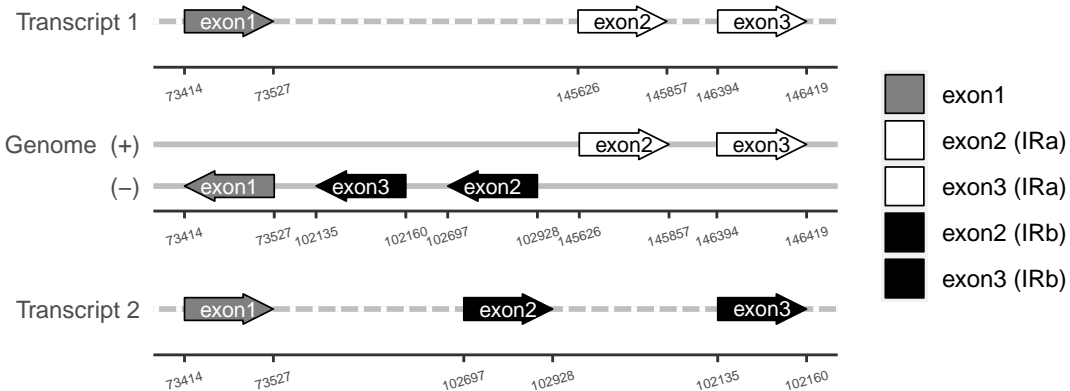 Transcript 1 exon1 exon2 exon3
73414 73527 145626 145857 146394 146419
Genome (+) exon2 exon3
(–) exon1 exon3 exon2
73414 73527 102135 102160 102697 102928 145626 145857 146394 146419
Transcript 2 exon1 exon2 exon3
73414 73527 102697 102928 102135 102160
exon1
exon2 (IRa)
exon3 (IRa)
exon2 (IRb)
exon3 (IRb)